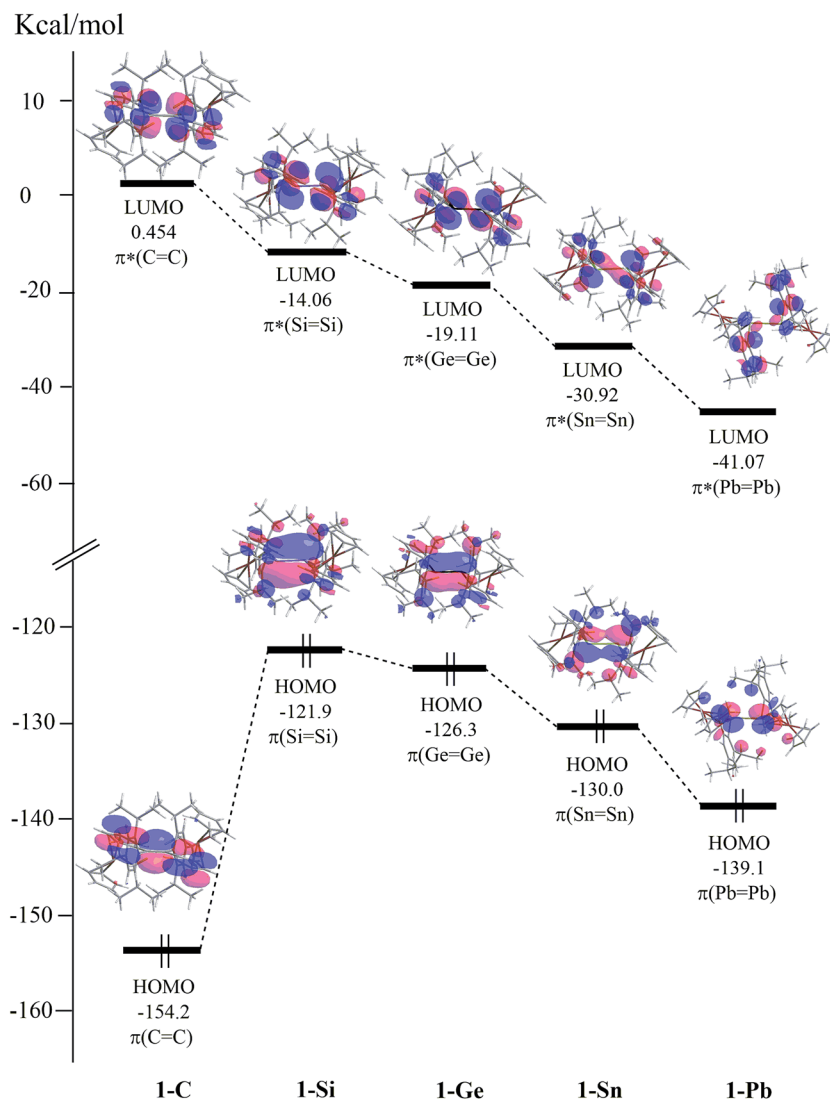 Kcal/mol
10
0
-20
-40
-60
-120
-130
-140
-150
-160
LUMO
0.454
π*(C=C)
LUMO
-14.06
π*(Si=Si)
LUMO
-19.11
π*(Ge=Ge)
LUMO
-30.92
π*(Sn=Sn)
LUMO
-41.07
π*(Pb=Pb)
HOMO
-154.2
π(C=C)
HOMO
-121.9
π(Si=Si)
HOMO
-126.3
π(Ge=Ge)
HOMO
-130.0
π(Sn=Sn)
HOMO
-139.1
π(Pb=Pb)
1-C 1-Si 1-Ge 1-Sn 1-Pb